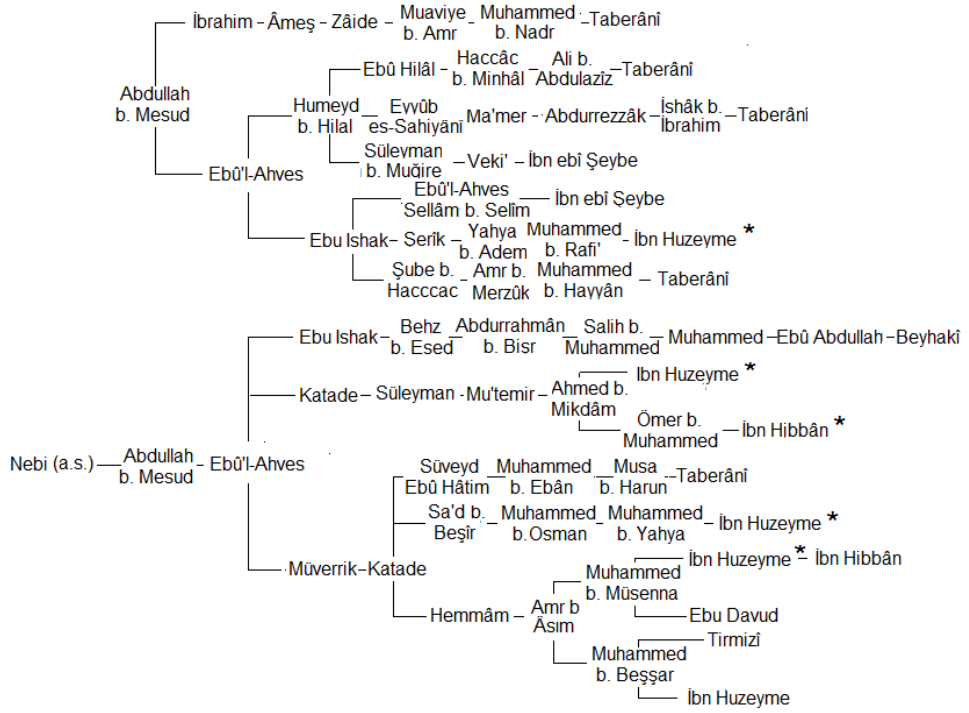 İbrahim – Âmeş – Zâide – Muaviye b. Amr – Muhammed b. Nadr – Taberânî
Abdullah b. Mesud
Ebû Hilâl – Haccâc b. Minhâl – Ali b. Abdulazîz – Taberânî
Humeyd b. Hilal – Eyyûb es-Sahiyânî – Ma'mer – Abdurrezzâk – İshâk b. İbrahim – Taberânî
Süleyman b. Muğire – Veki' – İbn ebî Şeybe
Ebû'l-Ahves
Ebû'l-Ahves Sellâm b. Selîm – İbn ebî Şeybe
Ebu Ishak – Serîk – Yahya b. Adem – Muhammed b. Rafi' – İbn Huzeyme *
Şube b. Hacccac – Amr b. Merzûk – Muhammed b. Hayyân – Taberânî
Ebu Ishak – Behz b. Esed – Abdurrahmân b. Bisr – Salih b. Muhammed – Muhammed – Ebû Abdullah – Beyhakî
Katade – Süleyman – Mu'temir – Ahmed b. Mikdâm
Ibn Huzeyme *
Ömer b. Muhammed – İbn Hibbân *
Nebi (a.s.) – Abdullah b. Mesud – Ebû'l-Ahves
Süveyd Ebû Hâtim – Muhammed b. Ebân – Musa b. Harun – Taberânî
Sa'd b. Beşîr – Muhammed b. Osman – Muhammed b. Yahya – İbn Huzeyme *
Müverrik – Katade
Hemmâm – Amr b Âsım
Muhammed b. Müsenna
İbn Huzeyme * – İbn Hibbân
Ebu Davud
Muhammed b. Beşşar
Tirmizî
İbn Huzeyme